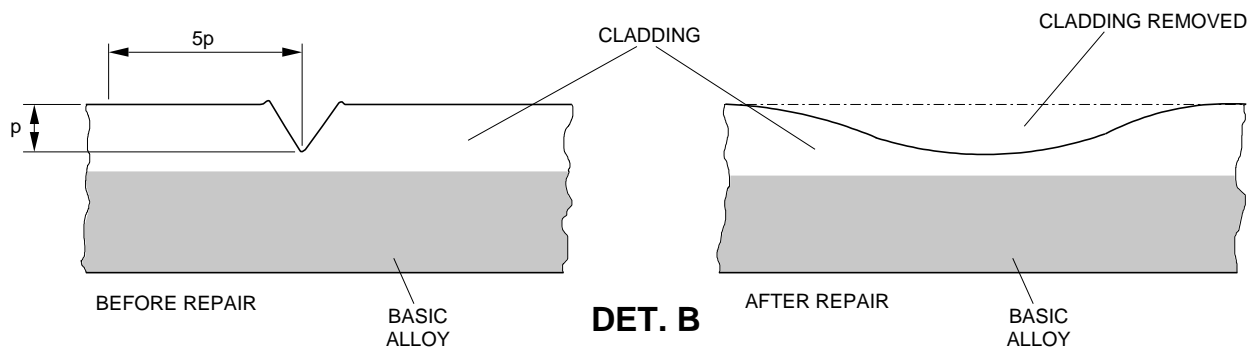 5p
CLADDING
CLADDING REMOVED
p
BEFORE REPAIR
BASIC
ALLOY
DET. B
AFTER REPAIR
BASIC
ALLOY